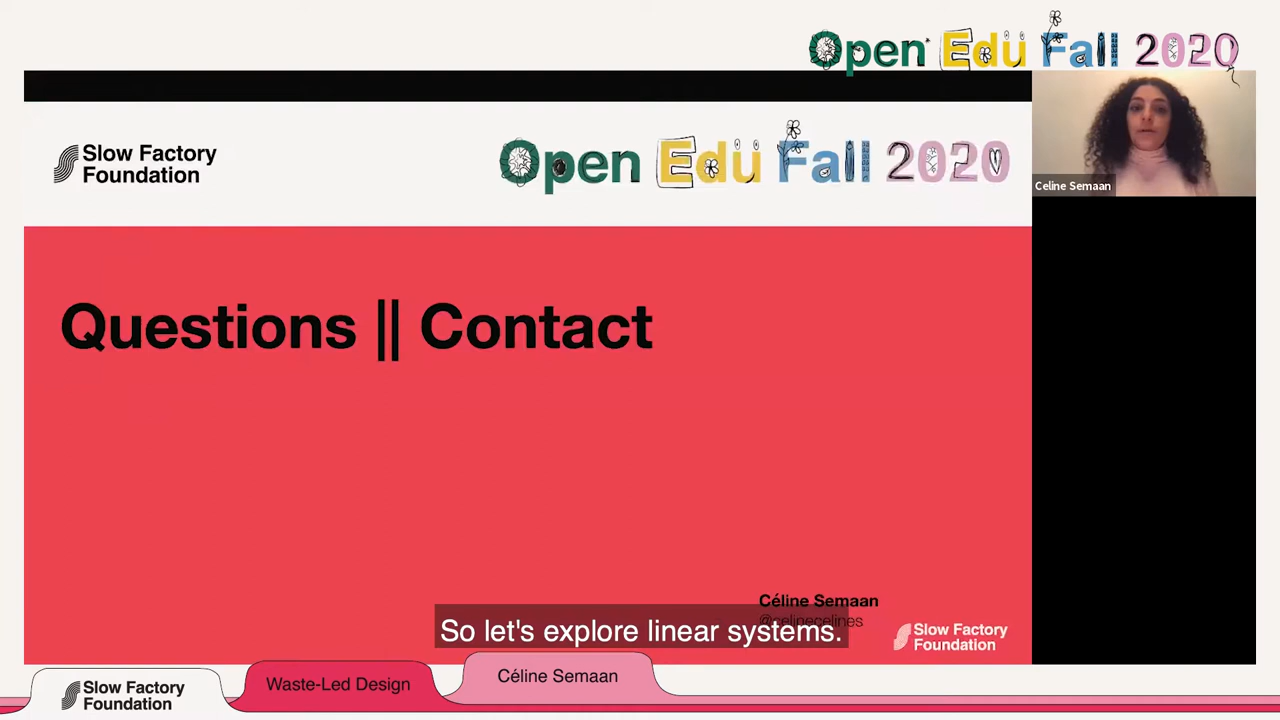 Open Edu Fall 2020
Slow Factory
Foundation
Open Edu Fall 2020
Celine Semaan
Questions || Contact
Céline Semaan
@celinecelines
So let's explore linear systems.
Slow Factory
Foundation
Slow Factory
Foundation
Waste-Led Design
Céline Semaan